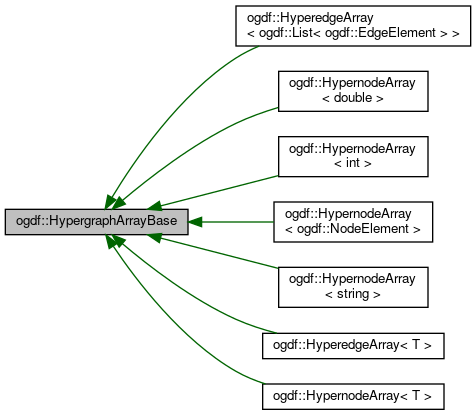 ogdf::HyperedgeArray
< ogdf::List< ogdf::EdgeElement > >
ogdf::HypernodeArray
< double >
ogdf::HypernodeArray
< int >
ogdf::HypergraphArrayBase
ogdf::HypernodeArray
< ogdf::NodeElement >
ogdf::HypernodeArray
< string >
ogdf::HyperedgeArray< T >
ogdf::HypernodeArray< T >